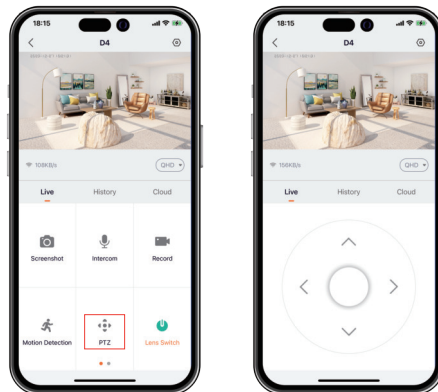 18:15
D4
108KB/s
QHD
Live History Cloud
Screenshot Intercom Record
Motion Detection PTZ Lens Switch
18:15
D4
156KB/s
QHD
Live History Cloud